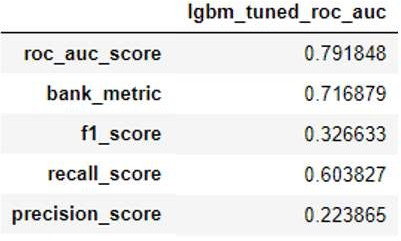 lgbm_tuned_roc_auc
roc_auc_score 0.791848
bank_metric 0.716879
f1_score 0.326633
recall_score 0.603827
precision_score 0.223865